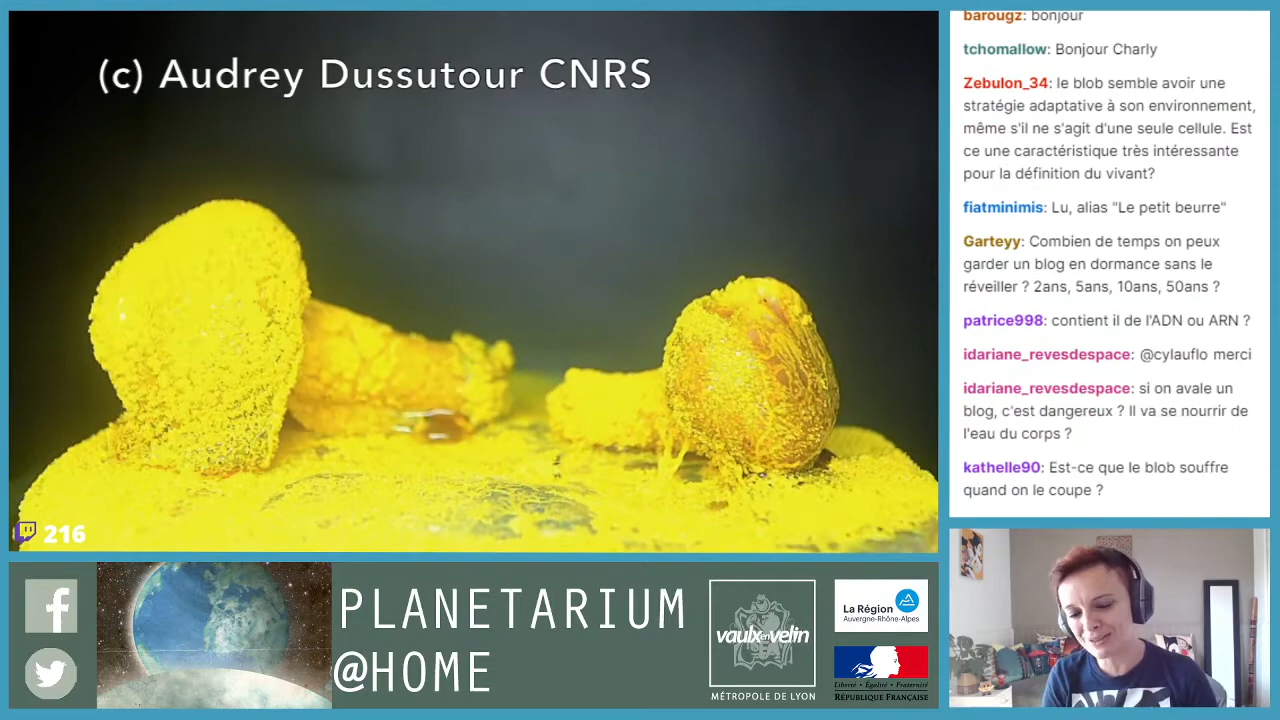 (c) Audrey Dussutour CNRS
216
barougz: bonjour
tchomallow: Bonjour Charly
Zebulon_34: le blob semble avoir une
stratégie adaptative à son environnement,
même s'il ne s'agit d'une seule cellule. Est
ce une caractéristique très intéressante
pour la définition du vivant?
fiatminimis: Lu, alias "Le petit beurre"
Garteyy: Combien de temps on peux
garder un blog en dormance sans le
réveiller ? 2ans, 5ans, 10ans, 50ans ?
patrice998: contient il de l'ADN ou ARN ?
idariane_revesdespace: @cylauflo merci
idariane_revesdespace: si on avale un
blog, c'est dangereux ? Il va se nourrir de
l'eau du corps ?
kathelle90: Est-ce que le blob souffre
quand on le coupe ?
PLANETARIUM
@HOME
vaulx en velin
MÉTROPOLE DE LYON
La Région
Auvergne-Rhône-Alpes
Liberté • Égalité • Fraternité
RÉPUBLIQUE FRANÇAISE